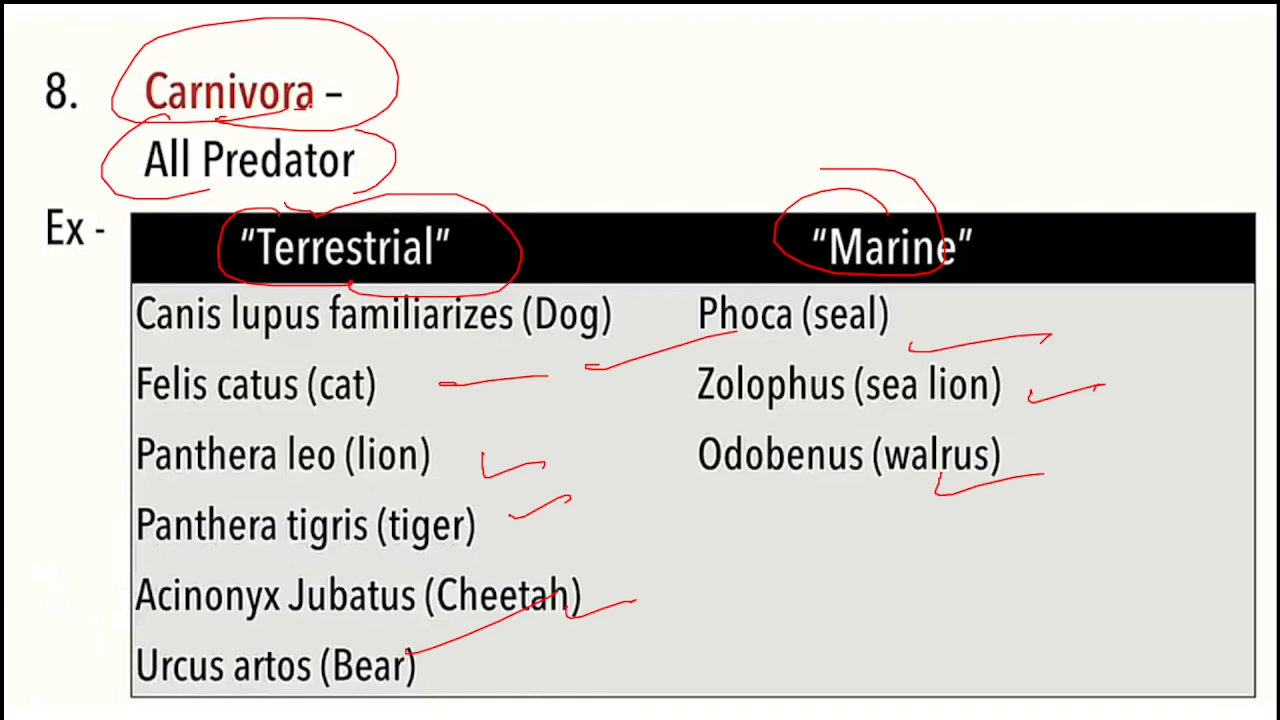 8. Carnivora –
All Predator
Ex -
“Terrestrial” “Marine”
Canis lupus familiarizes (Dog) Phoca (seal)
Felis catus (cat) Zolophus (sea lion)
Panthera leo (lion) Odobenus (walrus)
Panthera tigris (tiger)
Acinonyx Jubatus (Cheetah)
Urcus artos (Bear)